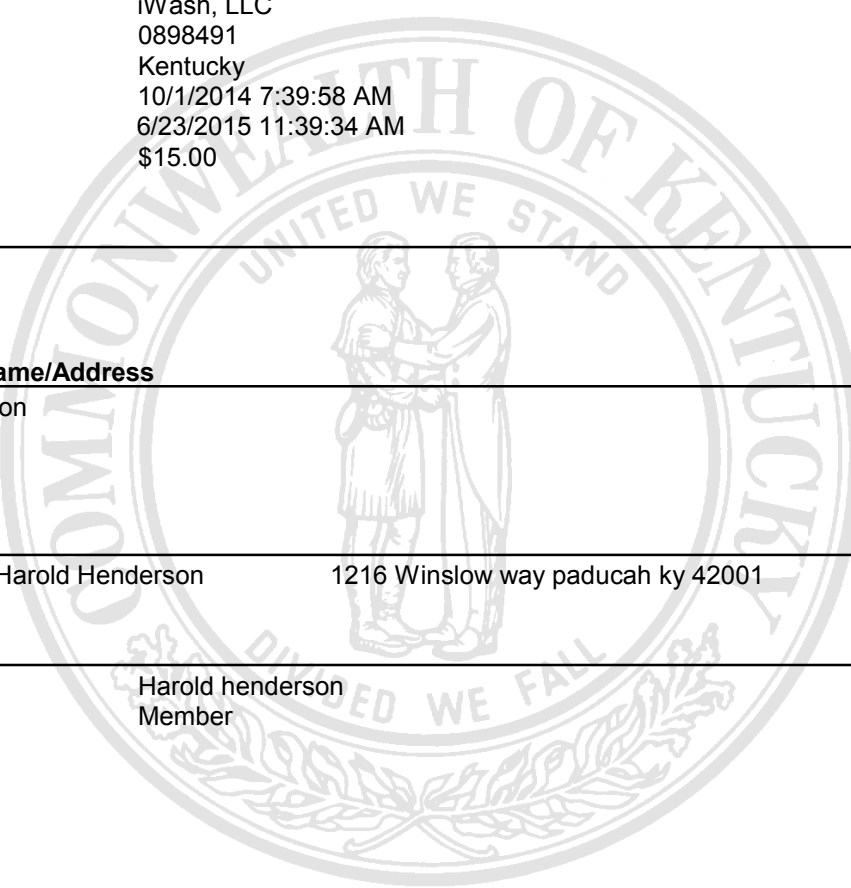 iWash, LLC
0898491
Kentucky
10/1/2014 7:39:58 AM
6/23/2015 11:39:34 AM
$15.00
COMMONWEALTH OF KENTUCKY
UNITED WE STAND
ame/Address
on
Harold Henderson 1216 Winslow way paducah ky 42001
DIVIDED WE FALL
Harold henderson
Member